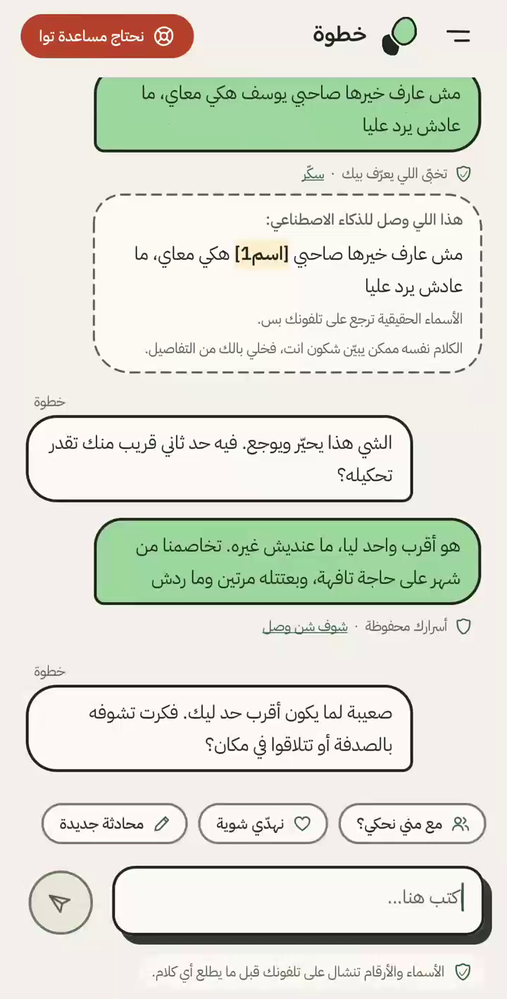 خطوة
نحتاج مساعدة توا
مش عارف خيرها صاحبي يوسف هكي معاي، ما
عادش يرد عليا
تخبّى اللي يعرّف بيك · سكّر
هذا اللي وصل للذكاء الاصطناعي:
مش عارف خيرها صاحبي [اسم1] هكي معاي، ما
عادش يرد عليا
الأسماء الحقيقية ترجع على تلفونك بس.
الكلام نفسه ممكن يبيّن شكون انت، فخلي بالك من التفاصيل.
خطوة
الشي هذا يحيّر ويوجع. فيه حد ثاني قريب منك تقدر
تحكيله؟
هو أقرب واحد ليا، ما عنديش غيره. تخاصمنا من
شهر على حاجة تافهة، وبعتتله مرتين وما ردش
أسرارك محفوظة · شوف شن وصل
خطوة
صعيبة لما يكون أقرب حد ليك. فكرت تشوفه
بالصدفة أو تتلاقوا في مكان؟
مع مني نحكي؟
نهدّي شوية
محادثة جديدة
كتب هنا...
الأسماء والأرقام تنشال على تلفونك قبل ما يطلع أي كلام.